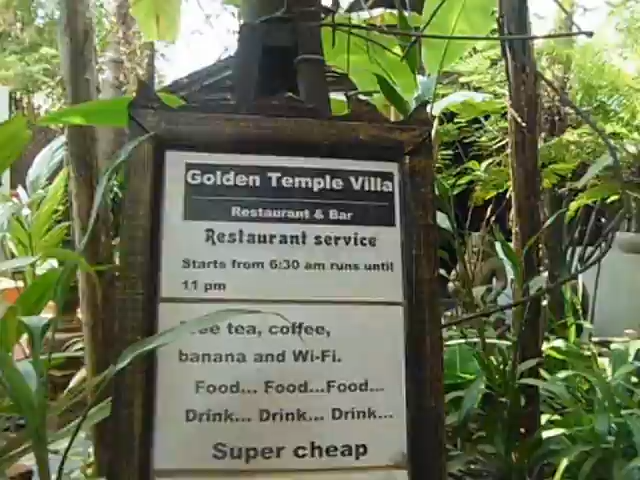 Golden Temple Villa
Restaurant & Bar
Restaurant service
Starts from 6:30 am runs until
11 pm
tea, coffee,
banana and Wi-Fi.
Food... Food...Food...
Drink... Drink... Drink...
Super cheap